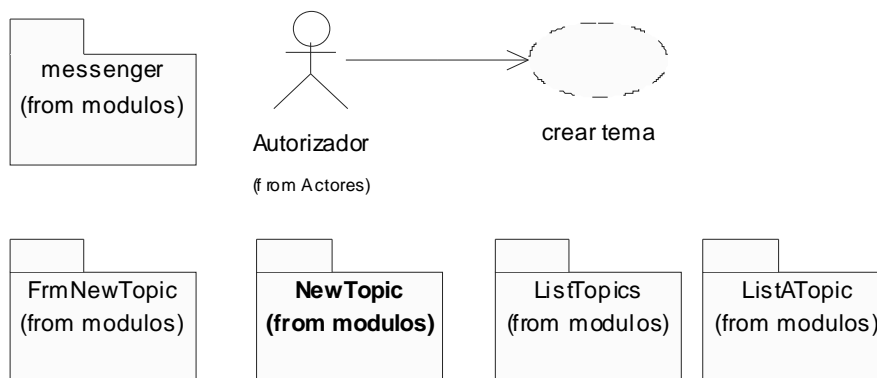 messenger
(from modulos)
Autorizador
(from Actores)
crear tema
FrmNewTopic
(from modulos)
NewTopic
(from modulos)
ListTopics
(from modulos)
ListATopic
(from modulos)